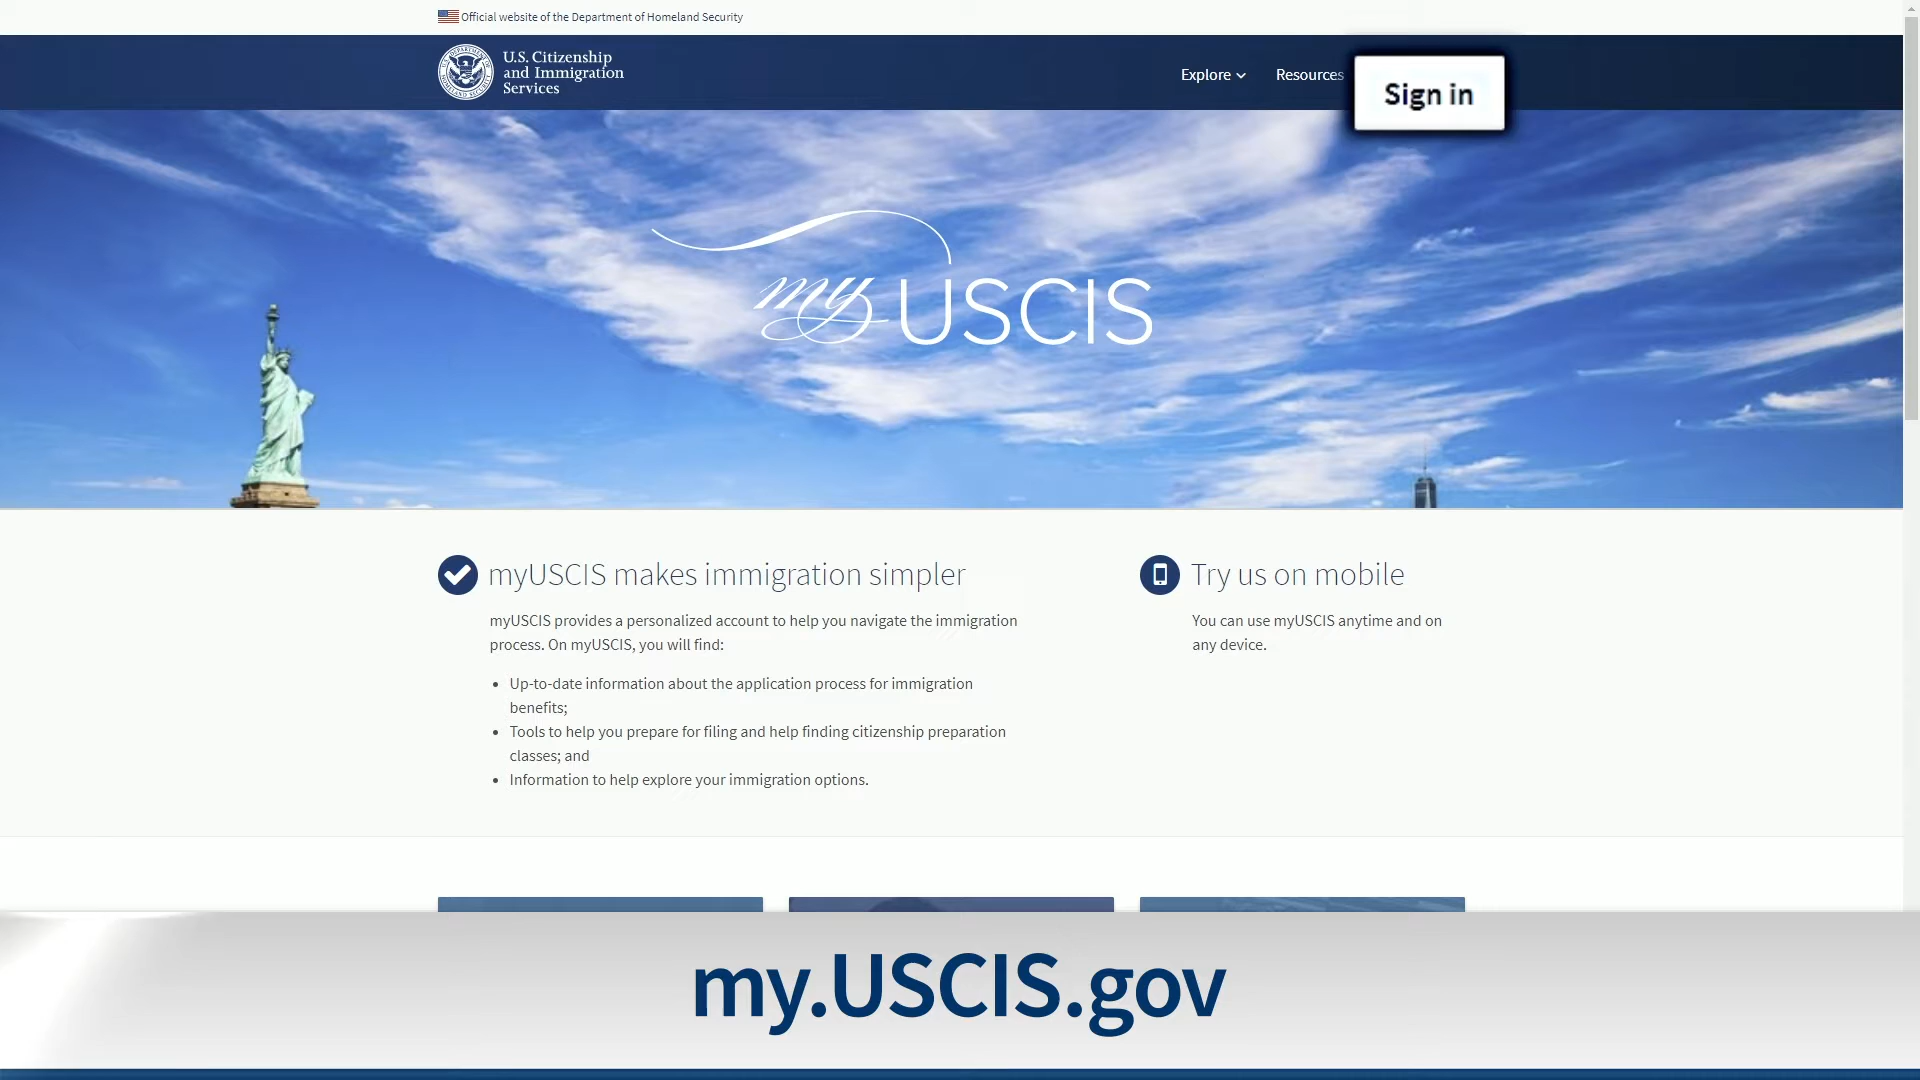 Official website of the Department of Homeland Security
U.S. Citizenship
and Immigration
Services
Explore
Resources
Sign in
my USCIS
myUSCIS makes immigration simpler
myUSCIS provides a personalized account to help you navigate the immigration
process. On myUSCIS, you will find:
• Up-to-date information about the application process for immigration
benefits;
• Tools to help you prepare for filing and help finding citizenship preparation
classes; and
• Information to help explore your immigration options.
Try us on mobile
You can use myUSCIS anytime and on
any device.
my.USCIS.gov